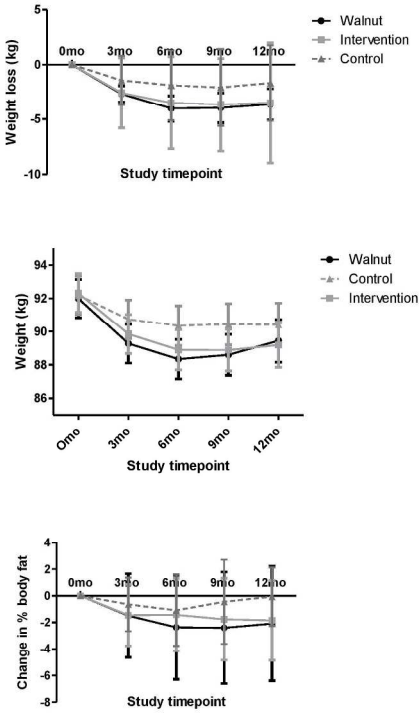 5
0mo 3mo 6mo 9mo 12mo
0
-5
-10
Weight loss (kg)
Study timepoint
Walnut
Intervention
Control
94
92
90
88
86
Weight (kg)
0mo 3mo 6mo 9mo 12mo
Study timepoint
Walnut
Control
Intervention
4
2
0mo 3mo 6mo 9mo 12mo
0
-2
-4
-6
-8
Change in % body fat
Study timepoint